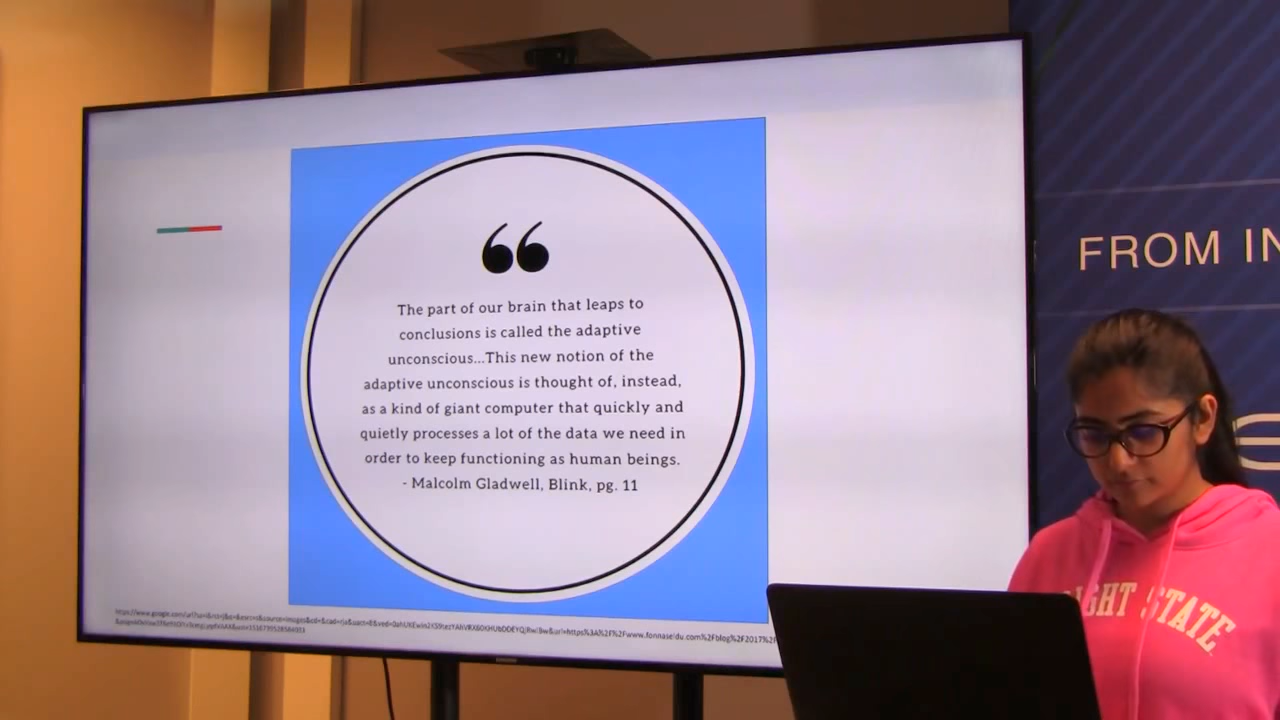 ❝
The part of our brain that leaps to
conclusions is called the adaptive
unconscious...This new notion of the
adaptive unconscious is thought of, instead,
as a kind of giant computer that quickly and
quietly processes a lot of the data we need in
order to keep functioning as human beings.
- Malcolm Gladwell, Blink, pg. 11
FROM IN
GHT STATE